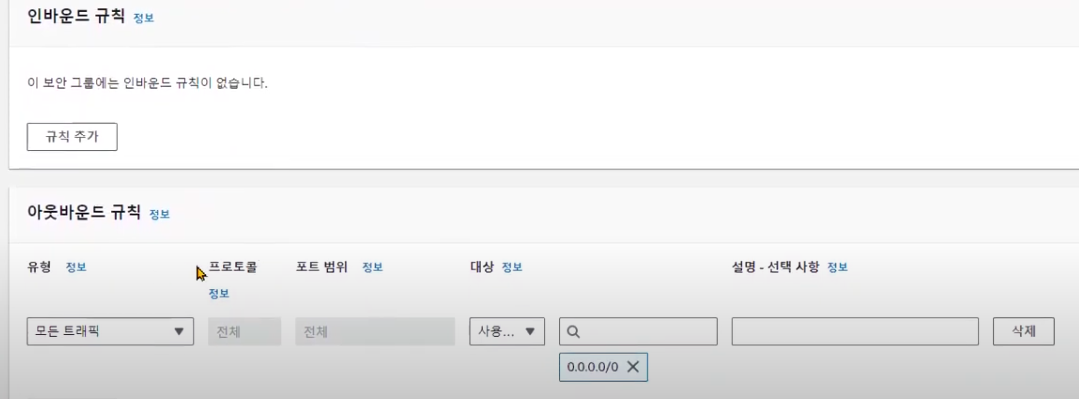 인바운드 규칙 정보
이 보안 그룹에는 인바운드 규칙이 없습니다.
규칙 추가
아웃바운드 규칙 정보
유형 정보 프로토콜 포트 범위 정보 대상 정보 설명 - 선택 사항 정보
정보
모든 트래픽 전체 전체 사용... 삭제
0.0.0.0/0